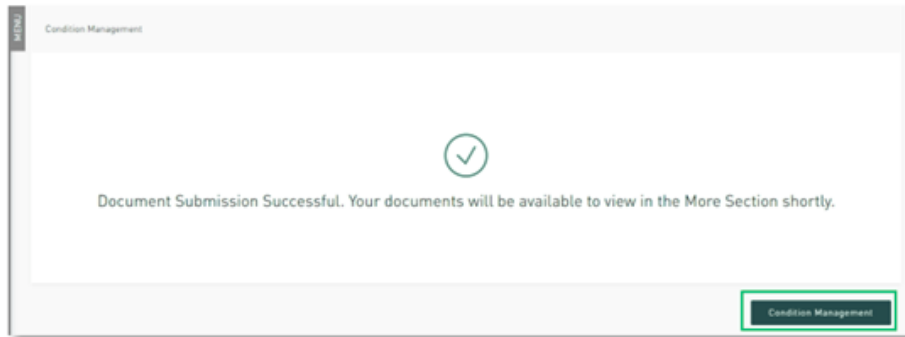 MENU
Condition Management
Document Submission Successful. Your documents will be available to view in the More Section shortly.
Condition Management